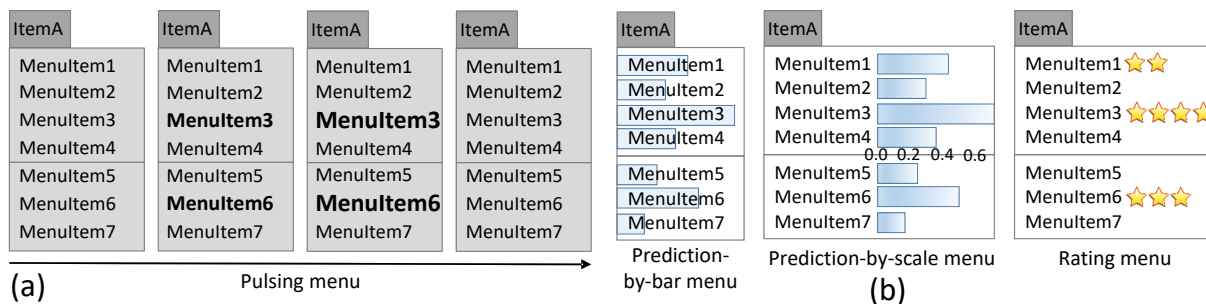 ItemA
MenuItem1
MenuItem2
MenuItem3
MenuItem4
MenuItem5
MenuItem6
MenuItem7
ItemA
MenuItem1
MenuItem2
MenuItem3
MenuItem4
MenuItem5
MenuItem6
MenuItem7
ItemA
MenuItem1
MenuItem2
MenuItem3
MenuItem4
MenuItem5
MenuItem6
MenuItem7
ItemA
MenuItem1
MenuItem2
MenuItem3
MenuItem4
MenuItem5
MenuItem6
MenuItem7
(a)
Pulsing menu
ItemA
MenuItem1
MenuItem2
MenuItem3
MenuItem4
MenuItem5
MenuItem6
MenuItem7
Prediction-
by-bar menu
ItemA
MenuItem1
MenuItem2
MenuItem3
MenuItem4
0.0 0.2 0.4 0.6
MenuItem5
MenuItem6
MenuItem7
Prediction-by-scale menu
(b)
ItemA
MenuItem1
MenuItem2
MenuItem3
MenuItem4
MenuItem5
MenuItem6
MenuItem7
Rating menu